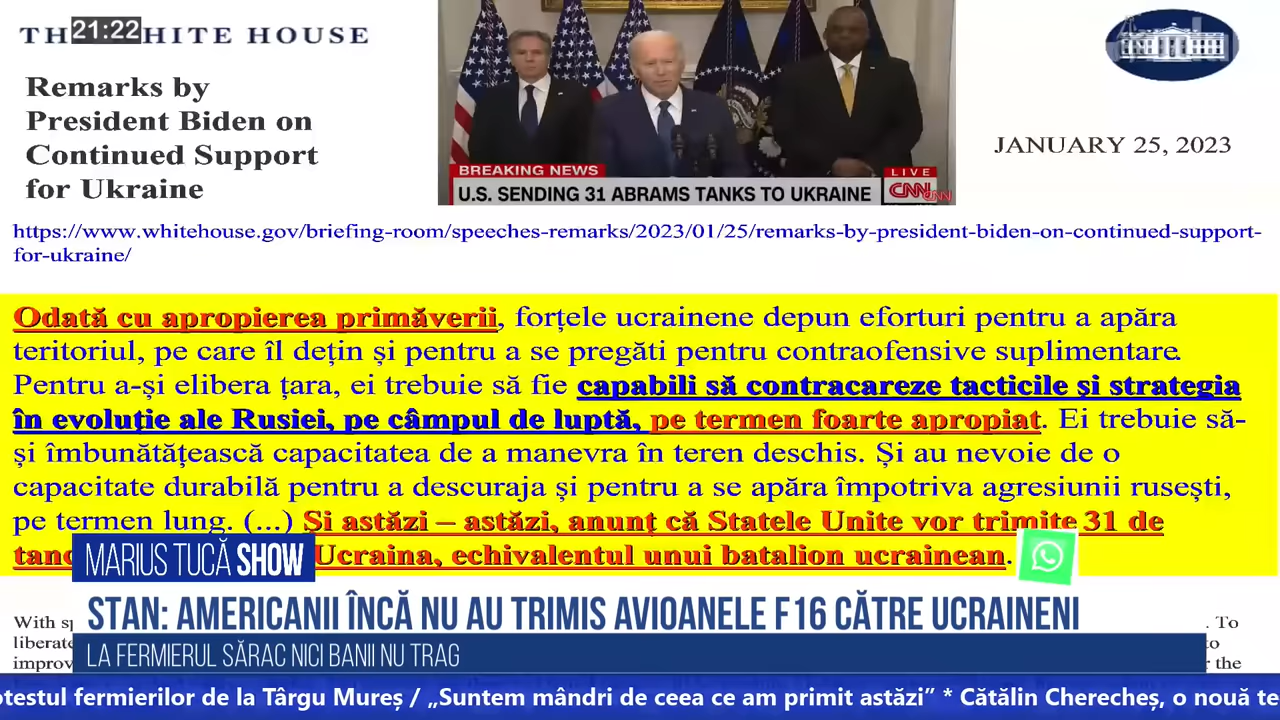 TH 21:22 HITE HOUSE
Remarks by
President Biden on
Continued Support
for Ukraine
BREAKING NEWS
LIVE
U.S. SENDING 31 ABRAMS TANKS TO UKRAINE
CNN
CNN
JANUARY 25, 2023
https://www.whitehouse.gov/briefing-room/speeches-remarks/2023/01/25/remarks-by-president-biden-on-continued-support-
for-ukraine/
Odată cu apropierea primăverii, forțele ucrainene depun eforturi pentru a apăra
teritoriul, pe care îl dețin și pentru a se pregăti pentru contraofensive suplimentare.
Pentru a-și elibera țara, ei trebuie să fie capabili să contracareze tacticile și strategia
în evoluție ale Rusiei, pe câmpul de luptă, pe termen foarte apropiat. Ei trebuie să-
și îmbunătățească capacitatea de a manevra în teren deschis. Și au nevoie de o
capacitate durabilă pentru a descuraja și pentru a se apăra împotriva agresiunii rusești,
pe termen lung. (...) Și astăzi – astăzi, anunț că Statele Unite vor trimite 31 de
tanc Ucraina, echivalentul unui batalion ucrainean.
MARIUS TUCĂ SHOW
With sp . To
liberate to
improv r the
STAN: AMERICANII ÎNCĂ NU AU TRIMIS AVIOANELE F16 CĂTRE UCRAINENI
LA FERMIERUL SĂRAC NICI BANII NU TRAG
otestul fermierilor de la Târgu Mureș / „Suntem mândri de ceea ce am primit astăzi” * Cătălin Cherecheș, o nouă te